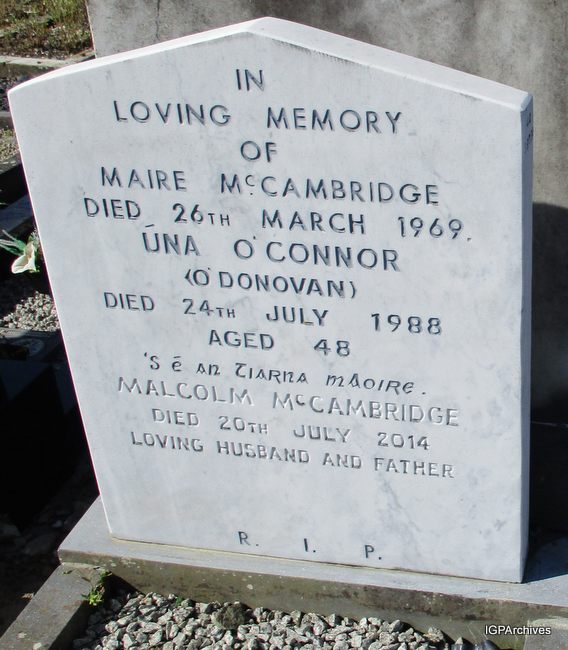 IN
LOVING MEMORY
OF
MAIRE McCAMBRIDGE
DIED 26TH MARCH 1969.
ÚNA O'CONNOR
(O'DONOVAN)
DIED 24TH JULY 1988
AGED 48
'S É AN TIARNA M'AOIRE.
MALCOLM McCAMBRIDGE
DIED 20TH JULY 2014
LOVING HUSBAND AND FATHER
R. I. P.
IGPArchives